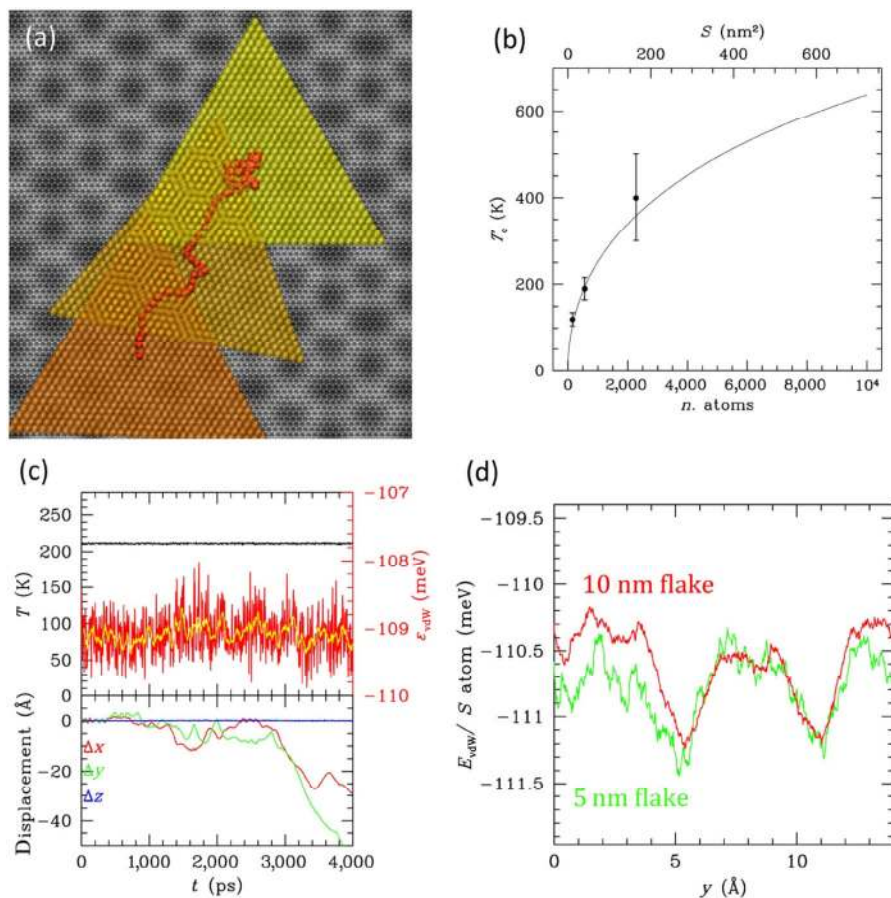 (a)
(b)
S (nm²)
0 200 400 600
600
400
200
0
T_c (K)
0 2,000 4,000 6,000 8,000 10⁴
n. atoms
(c)
250
200
150
100
50
0
T (K)
−107
−108
−109
−110
ε_vdW (meV)
0
−20
−40
Displacement (Å)
Δx
Δy
Δz
0 1,000 2,000 3,000 4,000
t (ps)
(d)
−109.5
−110
−110.5
−111
−111.5
E_vdW/ S atom (meV)
10 nm flake
5 nm flake
0 5 10
y (Å)